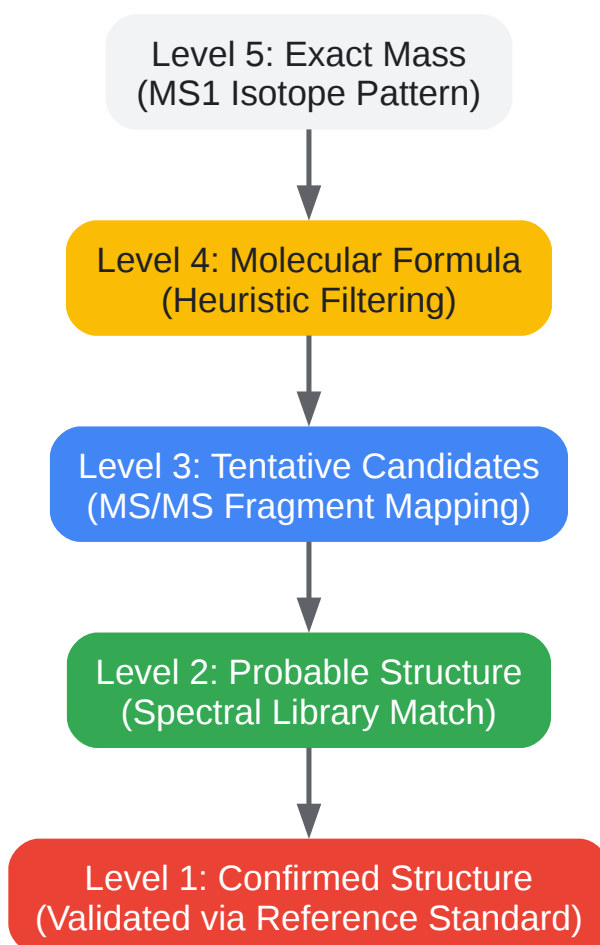 Level 5: Exact Mass
(MS1 Isotope Pattern)
Level 4: Molecular Formula
(Heuristic Filtering)
Level 3: Tentative Candidates
(MS/MS Fragment Mapping)
Level 2: Probable Structure
(Spectral Library Match)
Level 1: Confirmed Structure
(Validated via Reference Standard)